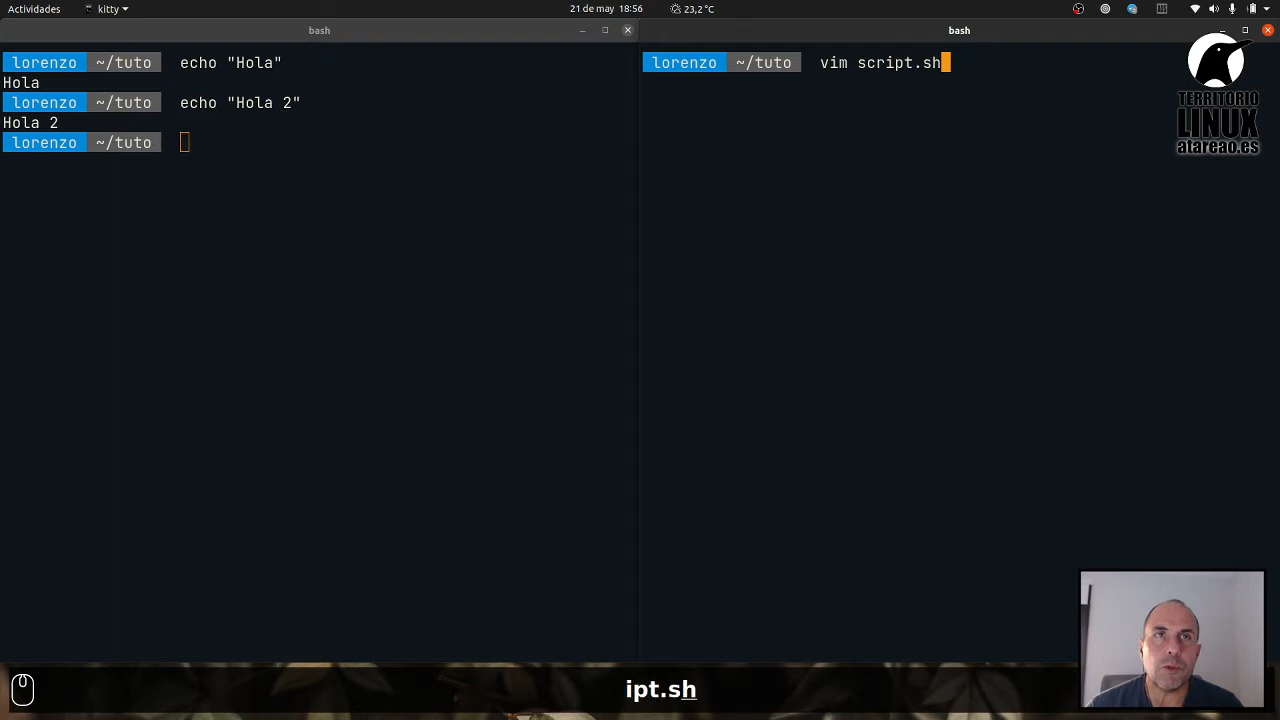 Actividades kitty 21 de may 18:56 23,2 °C
bash
bash
lorenzo ~/tuto echo "Hola"
Hola
lorenzo ~/tuto echo "Hola 2"
Hola 2
lorenzo ~/tuto
lorenzo ~/tuto vim script.sh
TERRITORIO
LINUX
atareao.es
ipt.sh